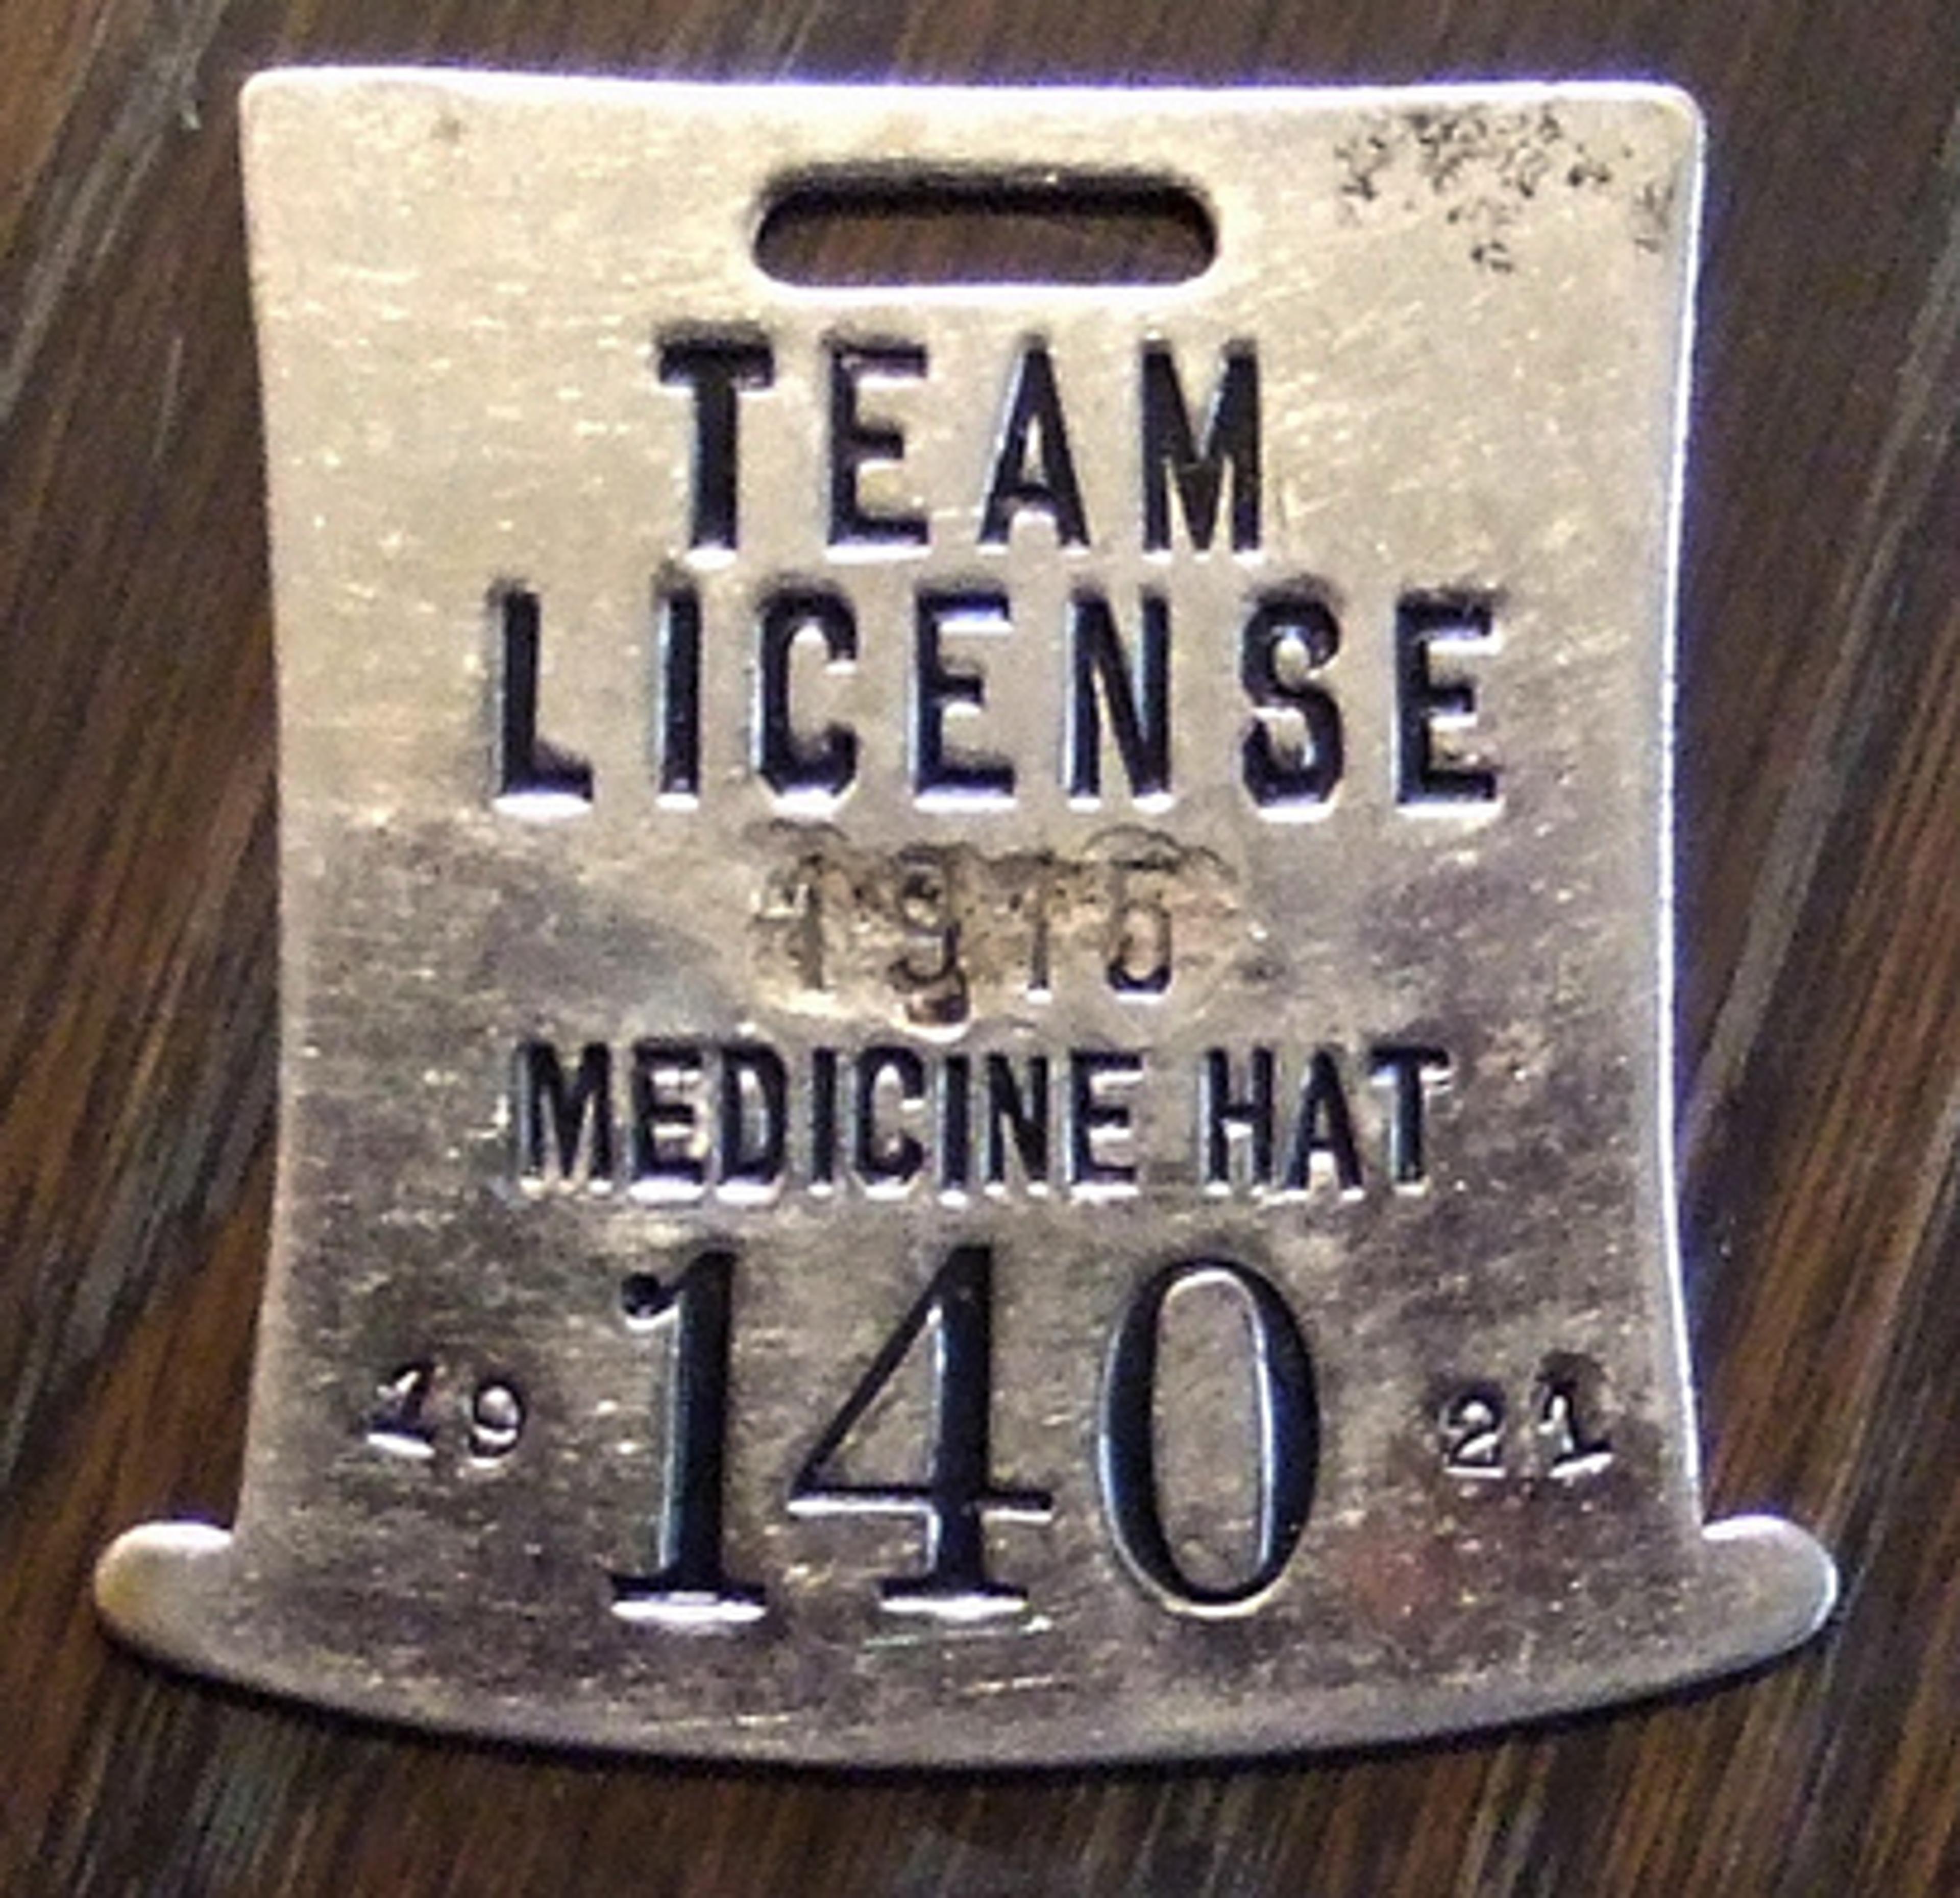 TEAM
LICENSE
MEDICINE HAT
19 140 21